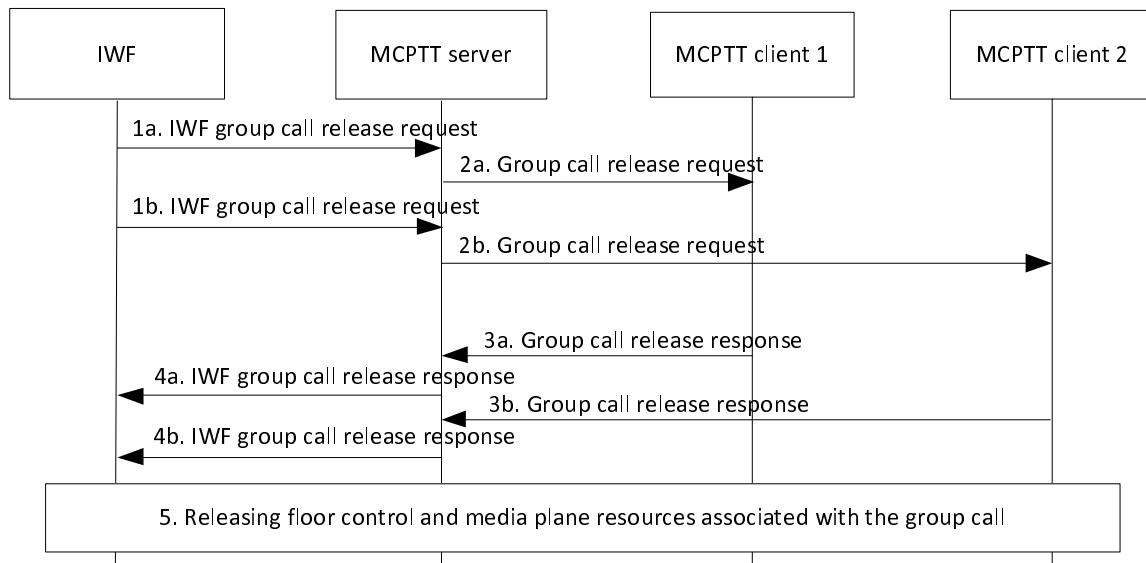 IWF
MCPTT server
MCPTT client 1
MCPTT client 2
1a. IWF group call release request
2a. Group call release request
1b. IWF group call release request
2b. Group call release request
3a. Group call release response
4a. IWF group call release response
3b. Group call release response
4b. IWF group call release response
5. Releasing floor control and media plane resources associated with the group call